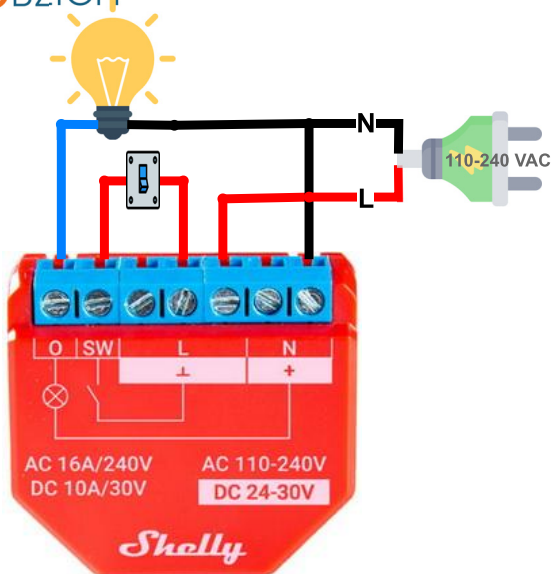 N
110-240 VAC
L
O SW L N
⊥ +
AC 16A/240V AC 110-240V
DC 10A/30V DC 24-30V
Shelly